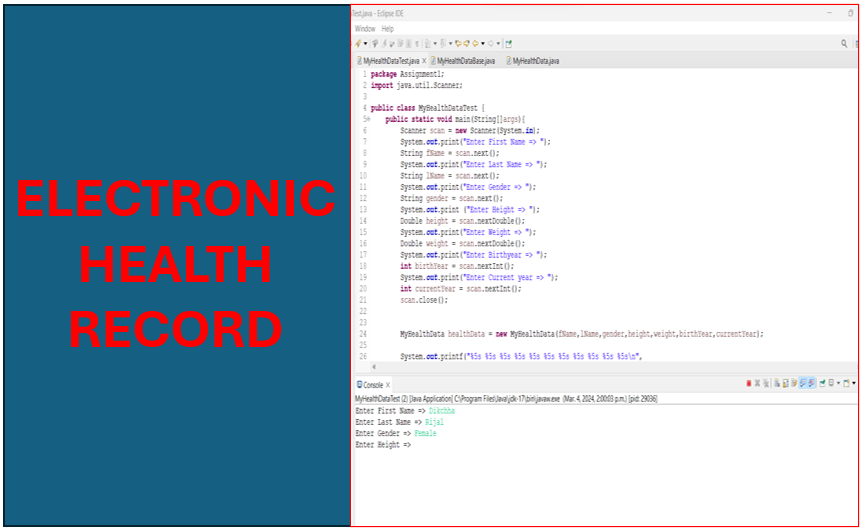 ELECTRONIC
HEALTH
RECORD
Test.java - Eclipse IDE
Window Help
MyHealthDataTest.java X MyHealthDataBase.java MyHealthData.java
1 package Assignment1;
2 import java.util.Scanner;
3
4 public class MyHealthDataTest {
5 public static void main(String[]args){
6 Scanner scan = new Scanner(System.in);
7 System.out.print("Enter First Name => ");
8 String fName = scan.next();
9 System.out.print("Enter Last Name => ");
10 String lName = scan.next();
11 System.out.print("Enter Gender => ");
12 String gender = scan.next();
13 System.out.print ("Enter Height => ");
14 Double height = scan.nextDouble();
15 System.out.print("Enter Weight => ");
16 Double weight = scan.nextDouble();
17 System.out.print("Enter Birthyear => ");
18 int birthYear = scan.nextInt();
19 System.out.print("Enter Current year => ");
20 int currentYear = scan.nextInt();
21 scan.close();
22
23
24 MyHealthData healthData = new MyHealthData(fName,lName,gender,height,weight,birthYear,currentYear);
25
26 System.out.printf("%5s %5s %5s %5s %5s %5s %5s %5s %5s %5s %5s\n",
Console X
MyHealthDataTest (2) [Java Application] C:\Program Files\Java\jdk-17\bin\javaw.exe (Mar. 4, 2024, 2:00:03 p.m.) [pid: 29036]
Enter First Name => Dikchha
Enter Last Name => Rijal
Enter Gender => Female
Enter Height =>